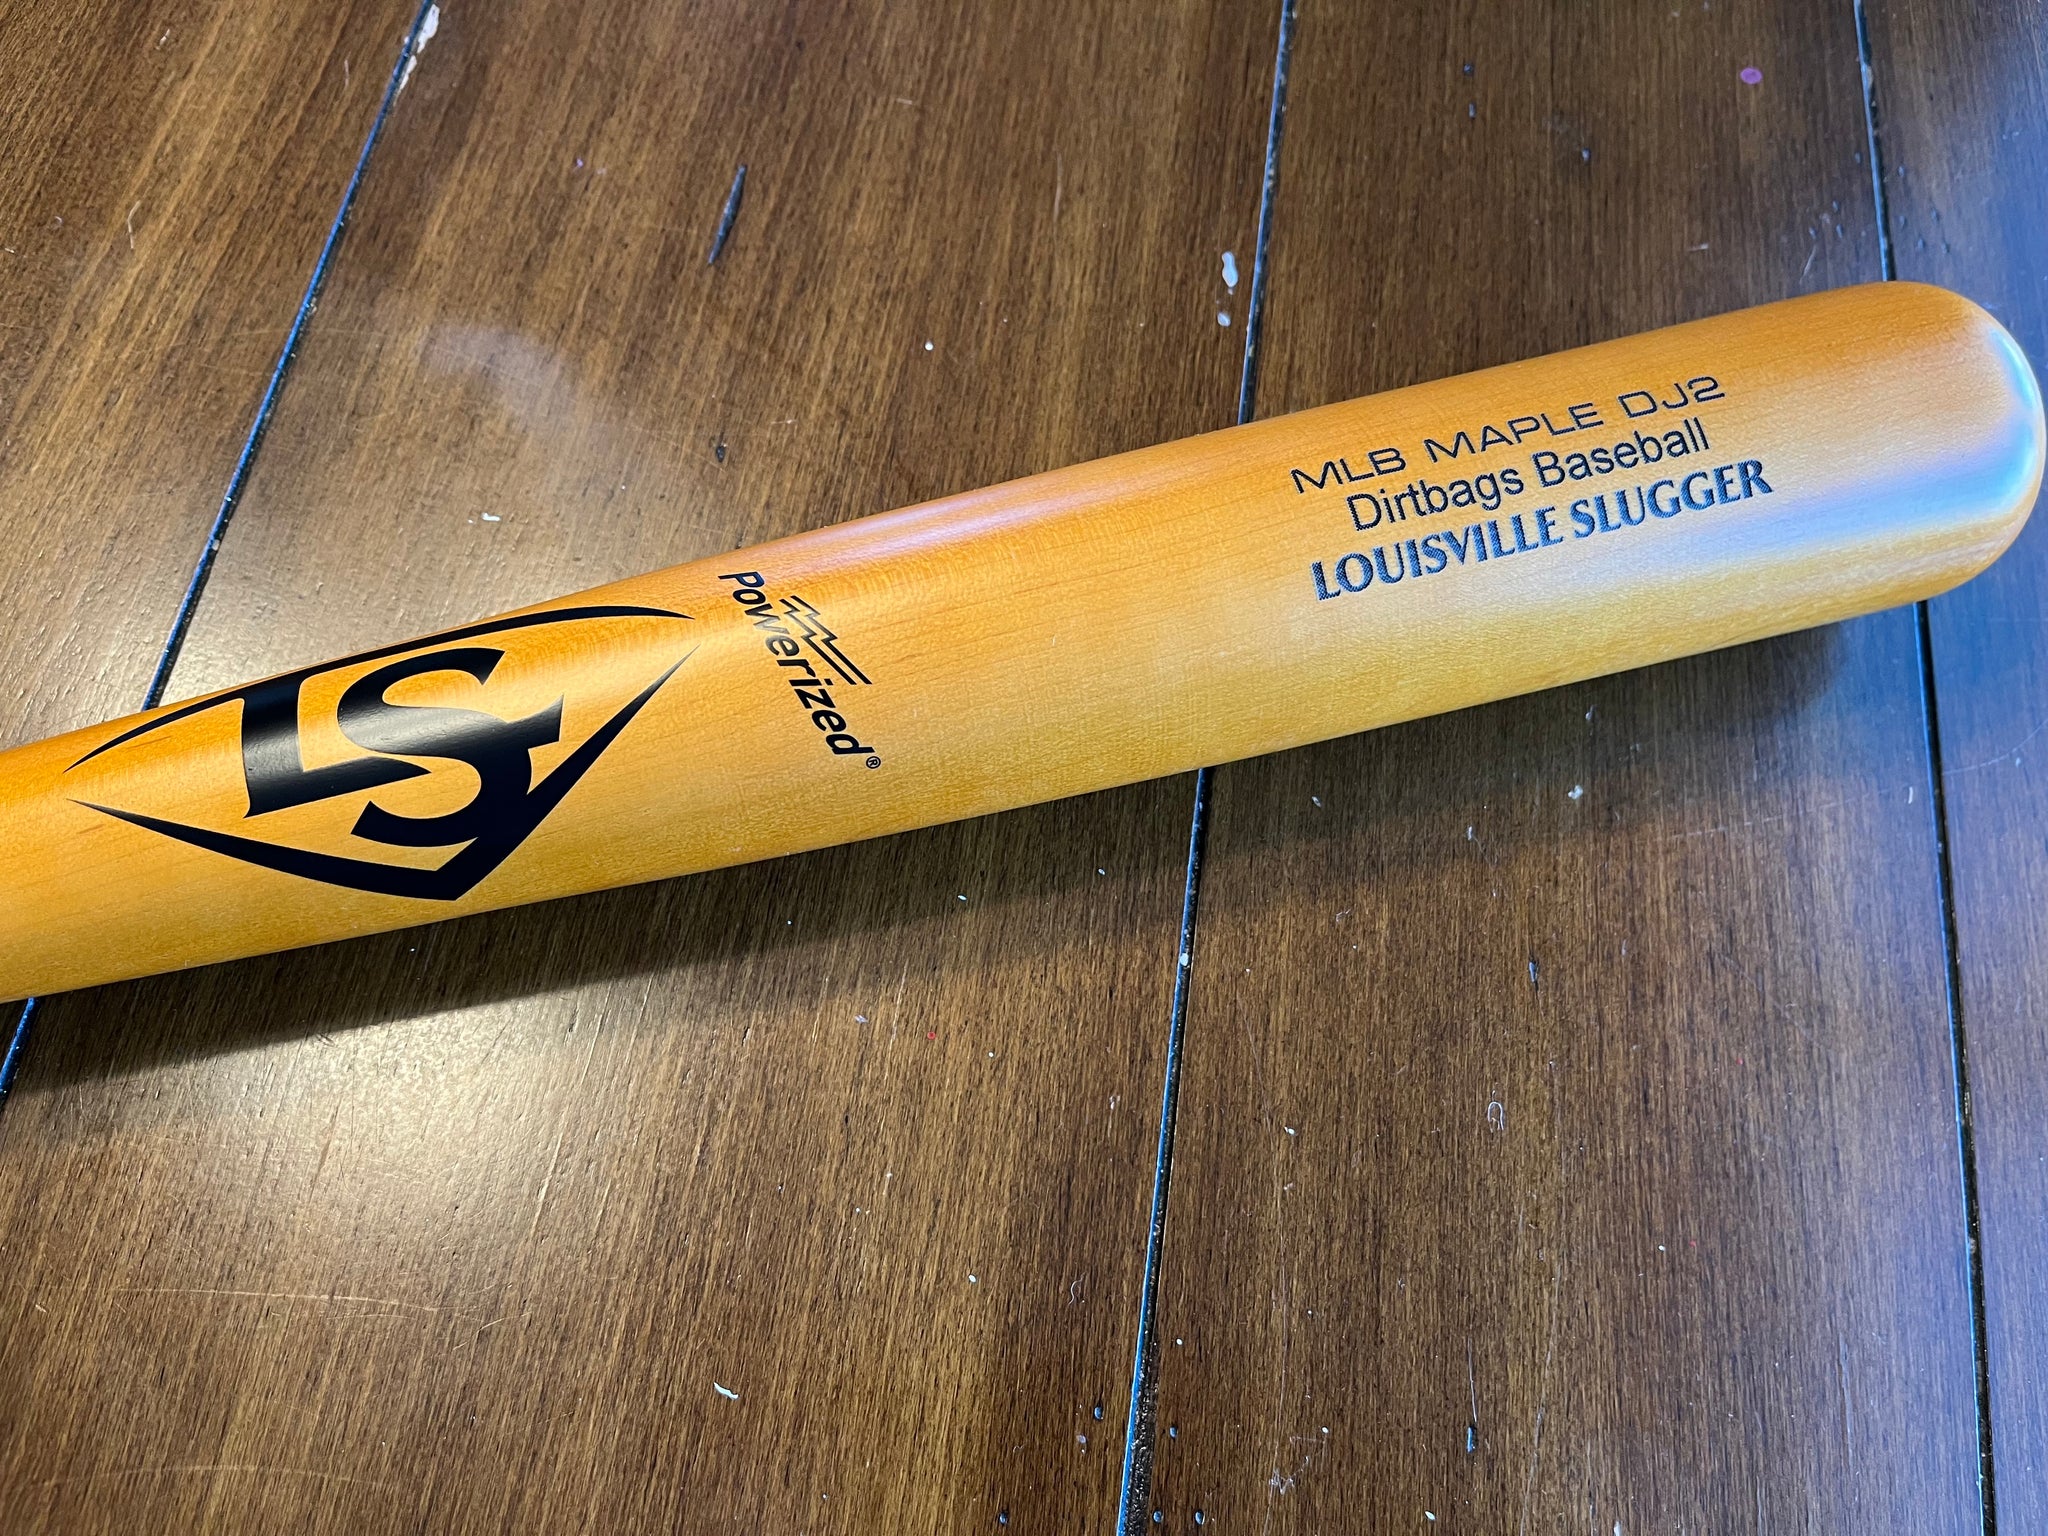 LS
Powerized®
MLB MAPLE DJ2
Dirtbags Baseball
LOUISVILLE SLUGGER